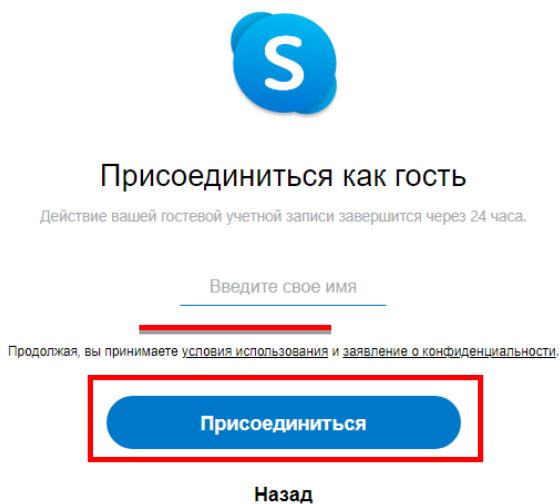 S
Присоединиться как гость
Действие вашей гостевой учетной записи завершится через 24 часа.
Введите свое имя
Продолжая, вы принимаете условия использования и заявление о конфиденциальности.
Присоединиться
Назад